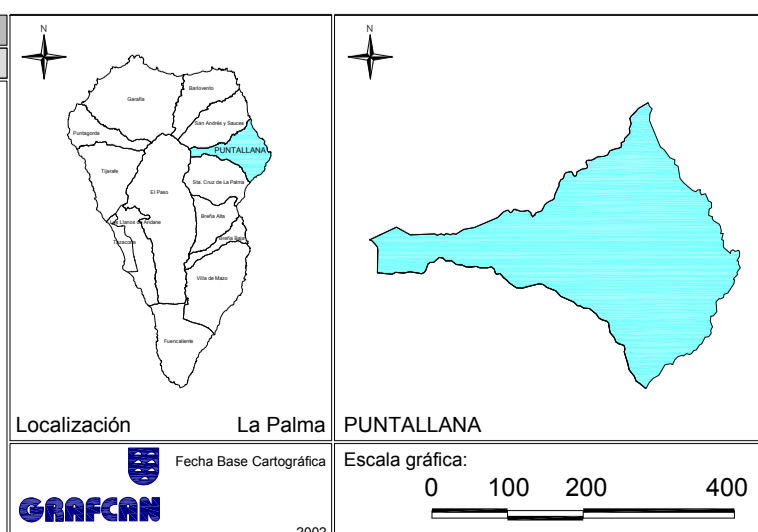 N
Garafía
Barlovento
San Andrés y Sauces
Puntagorda
PUNTALLANA
Tijarafe
Sta. Cruz de La Palma
El Paso
Breña Alta
Los Llanos de Aridane
Breña Baja
Tazacorte
Villa de Mazo
Fuencaliente
Localización La Palma
N
PUNTALLANA
Fecha Base Cartográfica
GRAFCAN
2002
Escala gráfica:
0 100 200 400